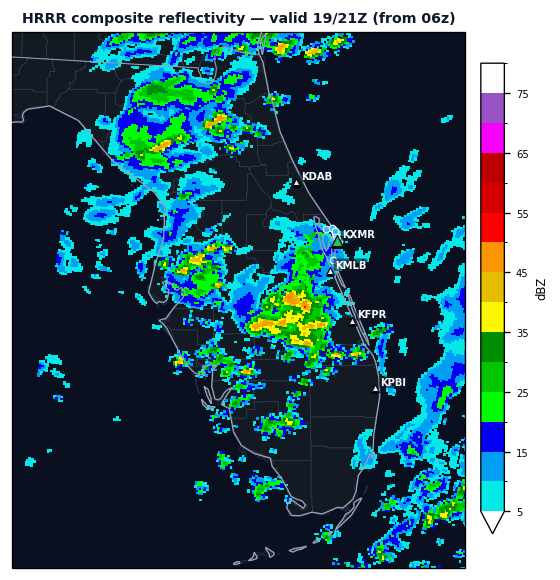 HRRR composite reflectivity — valid 19/21Z (from 06z)
KDAB
KXMR
KMLB
KFPR
KPBI
75
65
55
45
35
25
15
5
dBZ